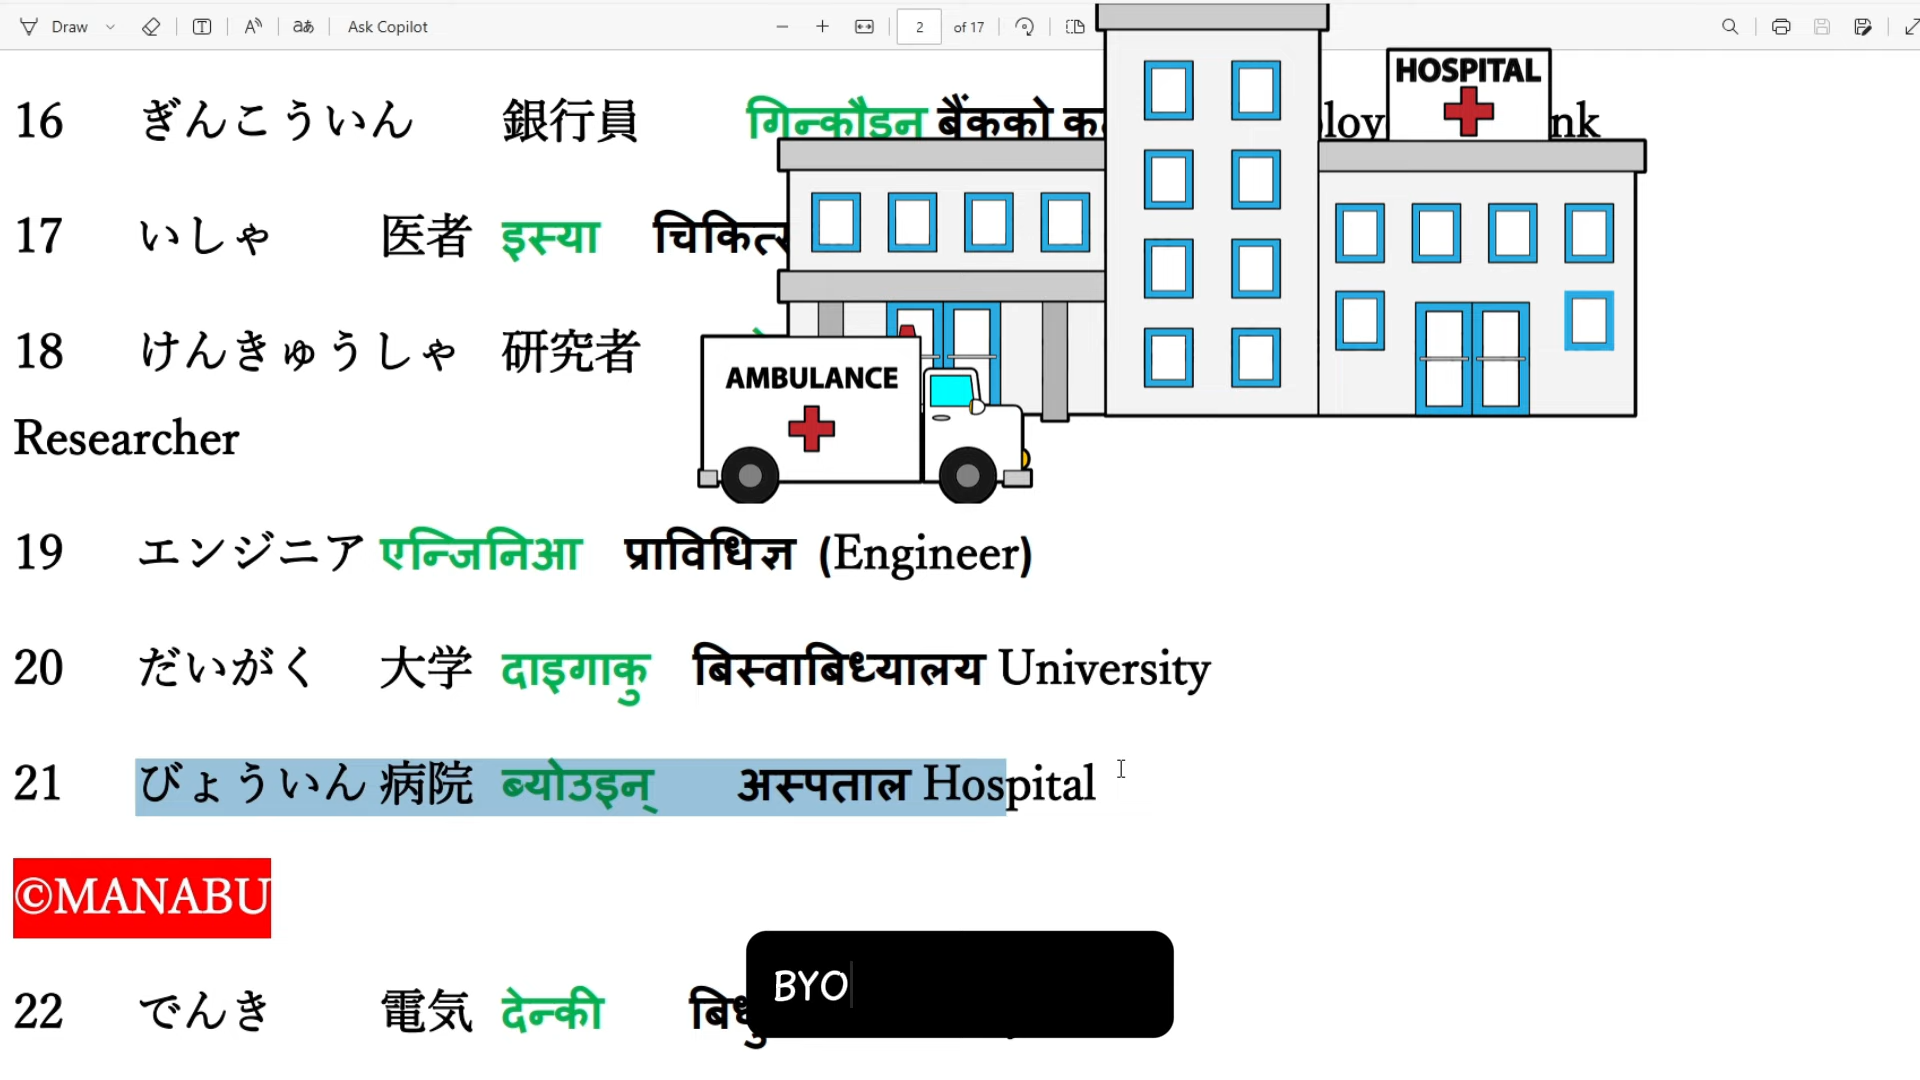 Draw Ask Copilot 2 of 17
HOSPITAL
16 ぎんこういん 銀行員 गिन्कौइन बैंकको
17 いしゃ 医者 इस्या
18 けんきゅうしゃ 研究者
AMBULANCE
Researcher
19 エンジニア एन्जिनिआ प्राविधिज्ञ (Engineer)
20 だいがく 大学 दाइगाकु बिस्वाबिध्यालय University
21 びょういん 病院 ब्योउइन् अस्पताल Hospital
©MANABU
BYO
22 でんき 電気 देन्की